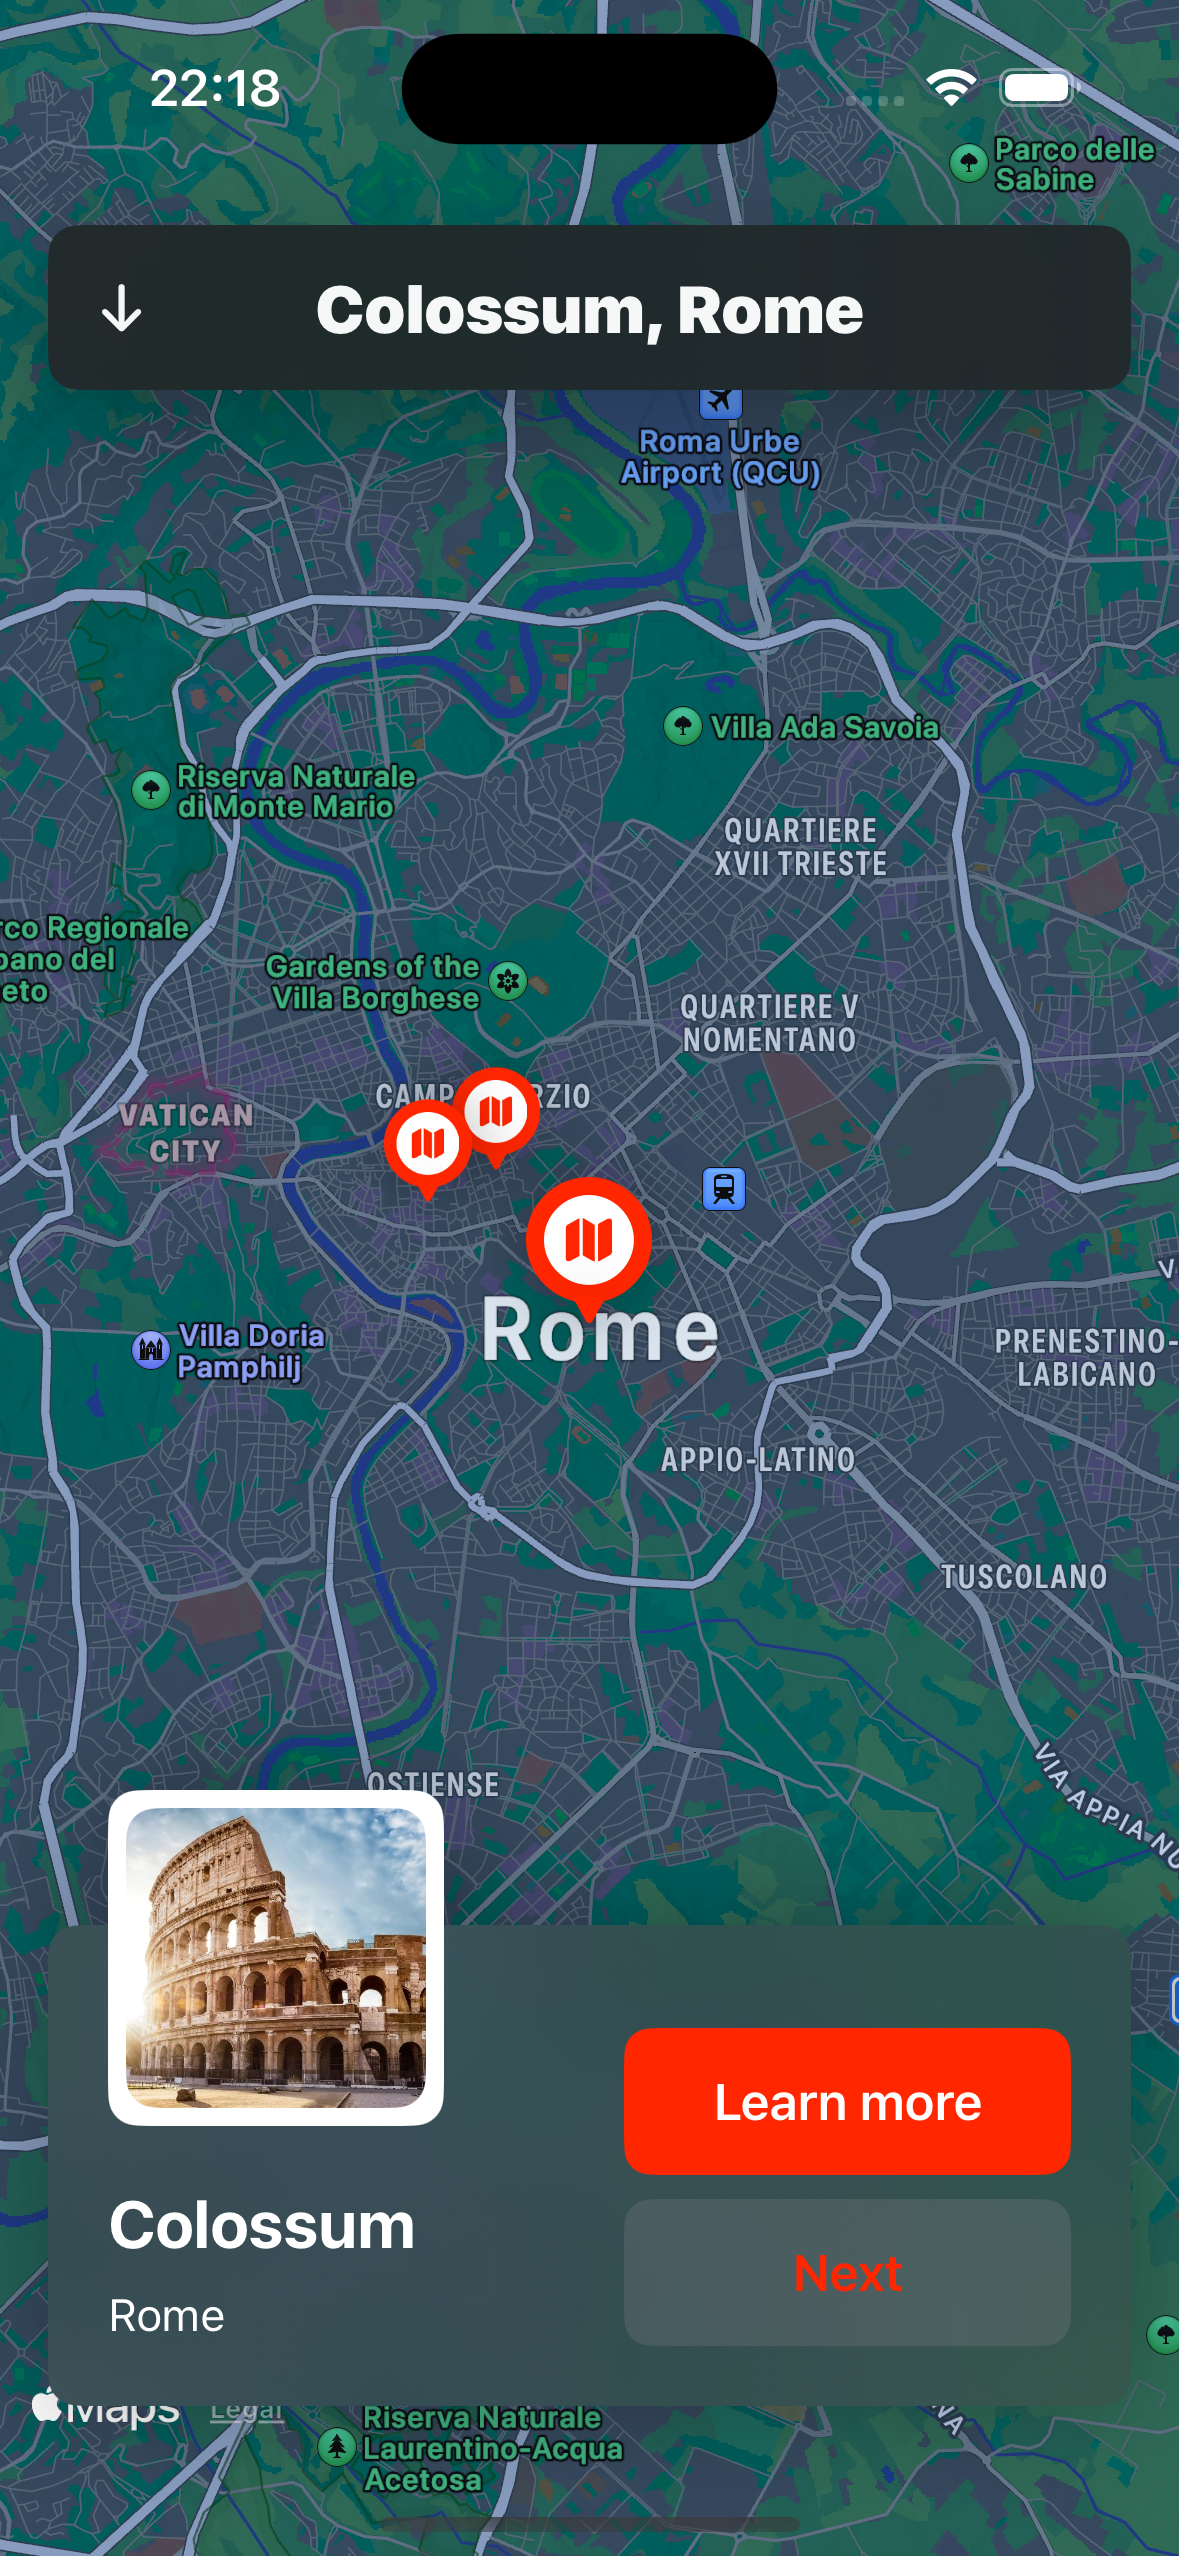 22:18
Parco delle
Sabine
Colossum, Rome
Roma Urbe
Airport (QCU)
Villa Ada Savoia
Riserva Naturale
di Monte Mario
QUARTIERE
XVII TRIESTE
rco Regionale
bano del
eto
Gardens of the
Villa Borghese
QUARTIERE V
NOMENTANO
CAMP RZIO
VATICAN
CITY
V
Rome
Villa Doria
Pamphilj
PRENESTINO-
LABICANO
APPIO-LATINO
TUSCOLANO
VIA APPIA NU
OSTIENSE
Learn more
Colossum
Next
Rome
Maps Legal
NA
Riserva Naturale
Laurentino-Acqua
Acetosa